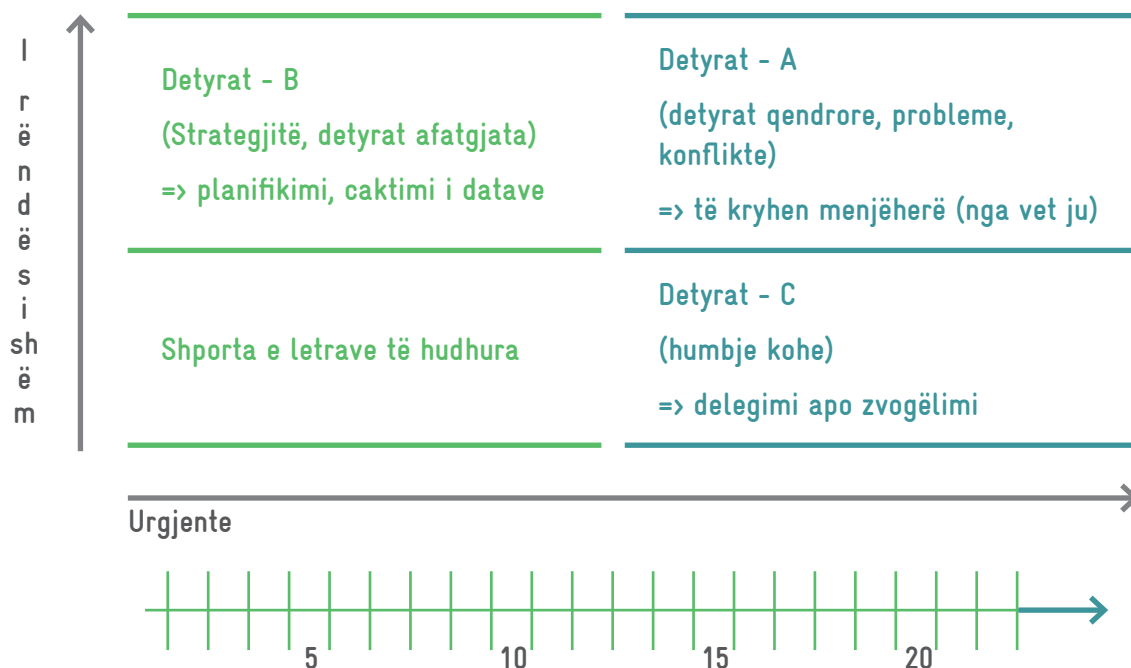 I rëndësishëm
Detyrat - B
(Strategjitë, detyrat afatgjata)
=> planifikimi, caktimi i datave
Detyrat - A
(detyrat qendrore, probleme,
konflikte)
=> të kryhen menjëherë (nga vet ju)
Shporta e letrave të hudhura
Detyrat - C
(humbje kohe)
=> delegimi apo zvogëlimi
Urgjente
5 10 15 20